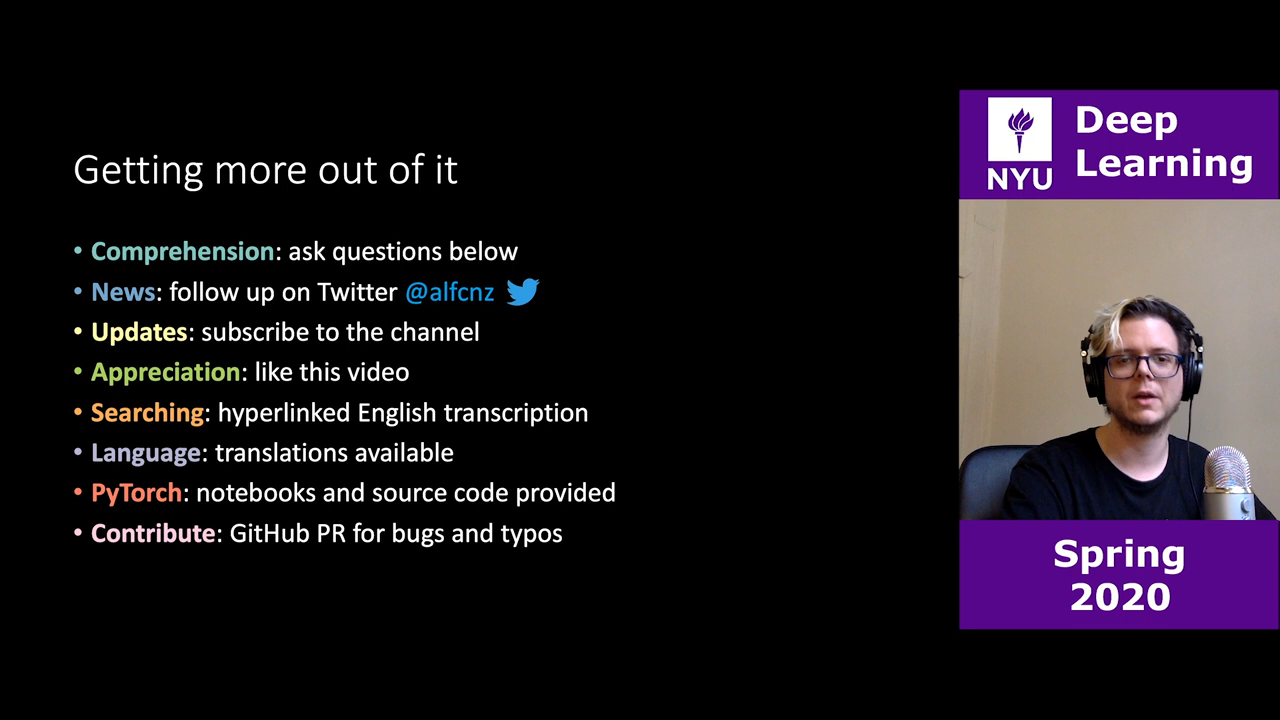 Getting more out of it
• Comprehension: ask questions below
• News: follow up on Twitter @alfcnz
• Updates: subscribe to the channel
• Appreciation: like this video
• Searching: hyperlinked English transcription
• Language: translations available
• PyTorch: notebooks and source code provided
• Contribute: GitHub PR for bugs and typos
NYU
Deep
Learning
Spring
2020